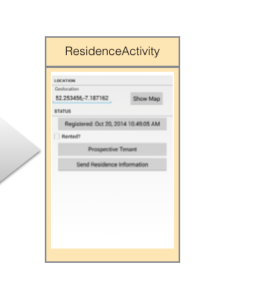 ResidenceActivity
LOCATION
Geolocation
52.253456,-7.187162 Show Map
STATUS
Registered: Oct 30, 2014 10:49:08 AM
Rented?
Prospective Tenant
Send Residence Information